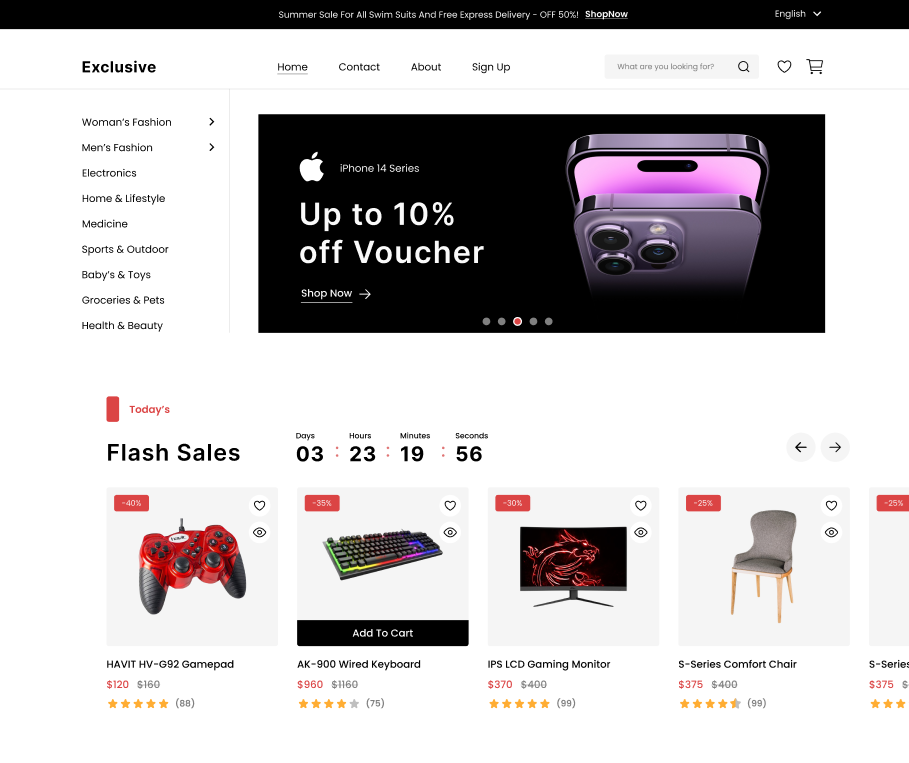 Summer Sale For All Swim Suits And Free Express Delivery - OFF 50%! ShopNow
English
Exclusive
Home Contact About Sign Up
What are you looking for?
Woman's Fashion
Men's Fashion
Electronics
Home & Lifestyle
Medicine
Sports & Outdoor
Baby's & Toys
Groceries & Pets
Health & Beauty
iPhone 14 Series
Up to 10%
off Voucher
Shop Now
Today's
Flash Sales
Days Hours Minutes Seconds
03 : 23 : 19 : 56
-40%
-35%
-30%
-25%
-25%
Add To Cart
HAVIT HV-G92 Gamepad
$120 $160
(88)
AK-900 Wired Keyboard
$960 $1160
(75)
IPS LCD Gaming Monitor
$370 $400
(99)
S-Series Comfort Chair
$375 $400
(99)
S-Series
$375 $